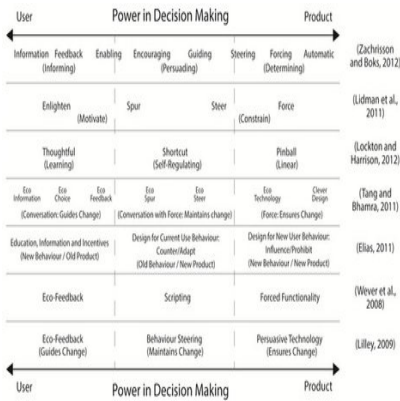 User Power in Decision Making Product
Information Feedback Enabling Encouraging Guiding Steering Forcing Automatic
(Informing) (Persuading) (Determining)
(Zachrisson
and Boks, 2012)
Enlighten Spur Steer Force
(Motivate) (Constrain)
(Lidman et al.,
2011)
Thoughtful Shortcut Pinball
(Learning) (Self-Regulating) (Linear)
(Lockton and
Harrison, 2012)
Eco Eco Eco Eco Eco Eco Clever
Information Choice Feedback Spur Steer Technology Design
(Conversation: Guides Change) (Conversation with Force: Maintains change) (Force: Ensures Change)
(Tang and
Bhamra, 2011)
Education, Information and Incentives
(New Behaviour / Old Product)
Design for Current Use Behaviour:
Counter/Adapt
(Old Behaviour / New Product)
Design for New User Behaviour:
Influence/Prohibit
(New Behaviour / New Product)
(Elias, 2011)
Eco-Feedback Scripting Forced Functionality
(Wever et al.,
2008)
Eco-Feedback Behaviour Steering Persuasive Technology
(Guides Change) (Maintains Change) (Ensures Change)
(Lilley, 2009)
User Power in Decision Making Product